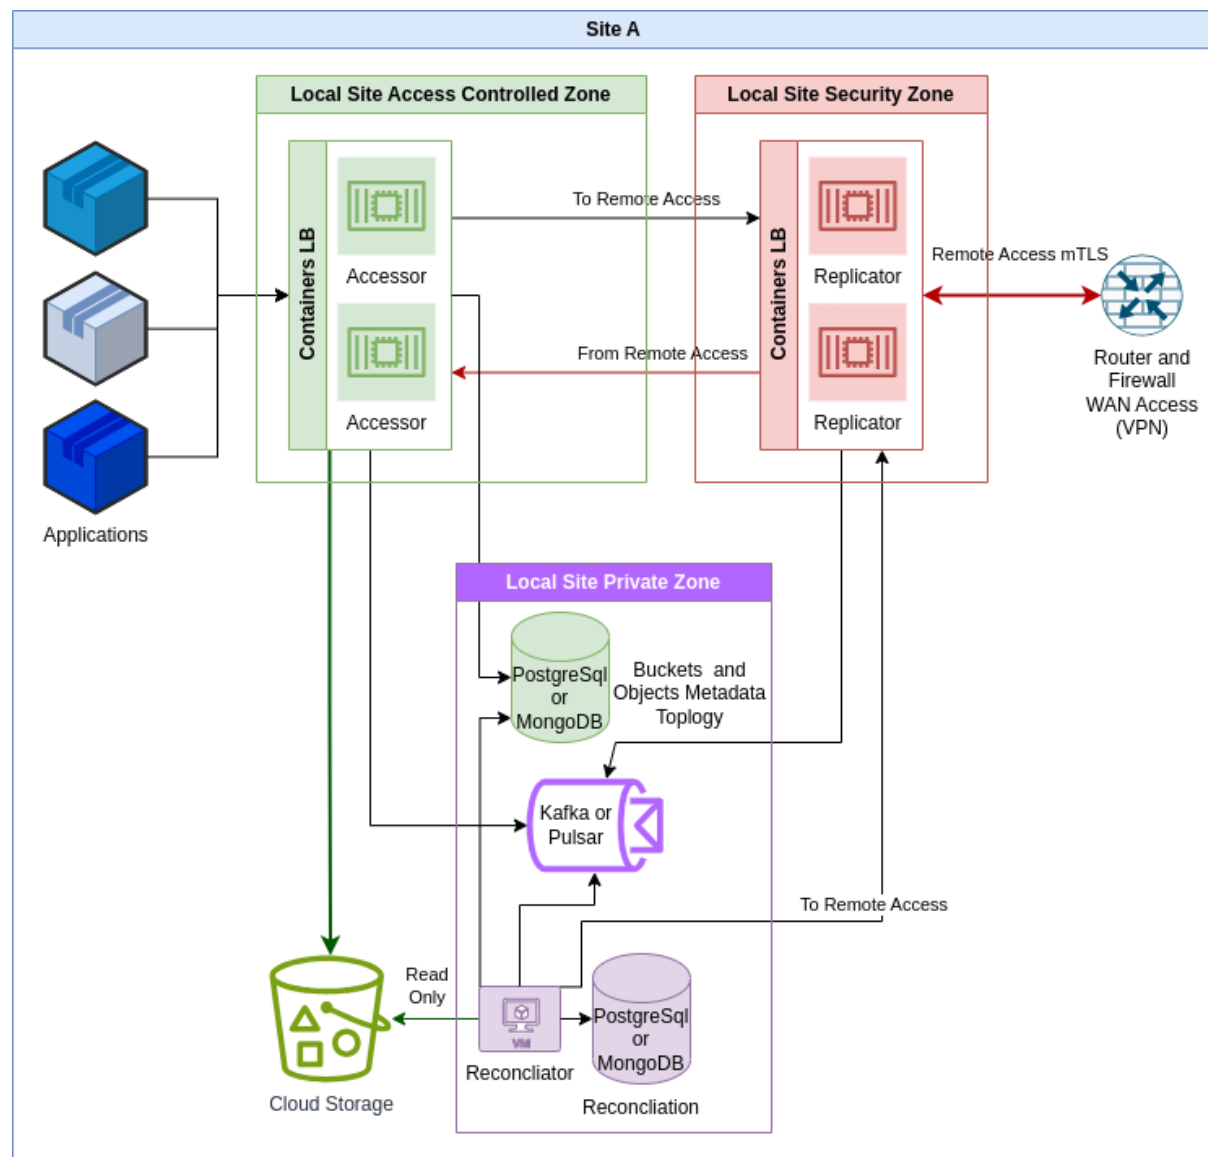 Site A
Local Site Access Controlled Zone
Local Site Security Zone
Containers LB
Accessor
Accessor
To Remote Access
From Remote Access
Containers LB
Replicator
Replicator
Remote Access mTLS
Router and
Firewall
WAN Access
(VPN)
Applications
Local Site Private Zone
PostgreSql
or
MongoDB
Buckets and
Objects Metadata
Toplogy
Kafka or
Pulsar
To Remote Access
Read
Only
VM
Reconcliator
PostgreSql
or
MongoDB
Reconcliation
Cloud Storage